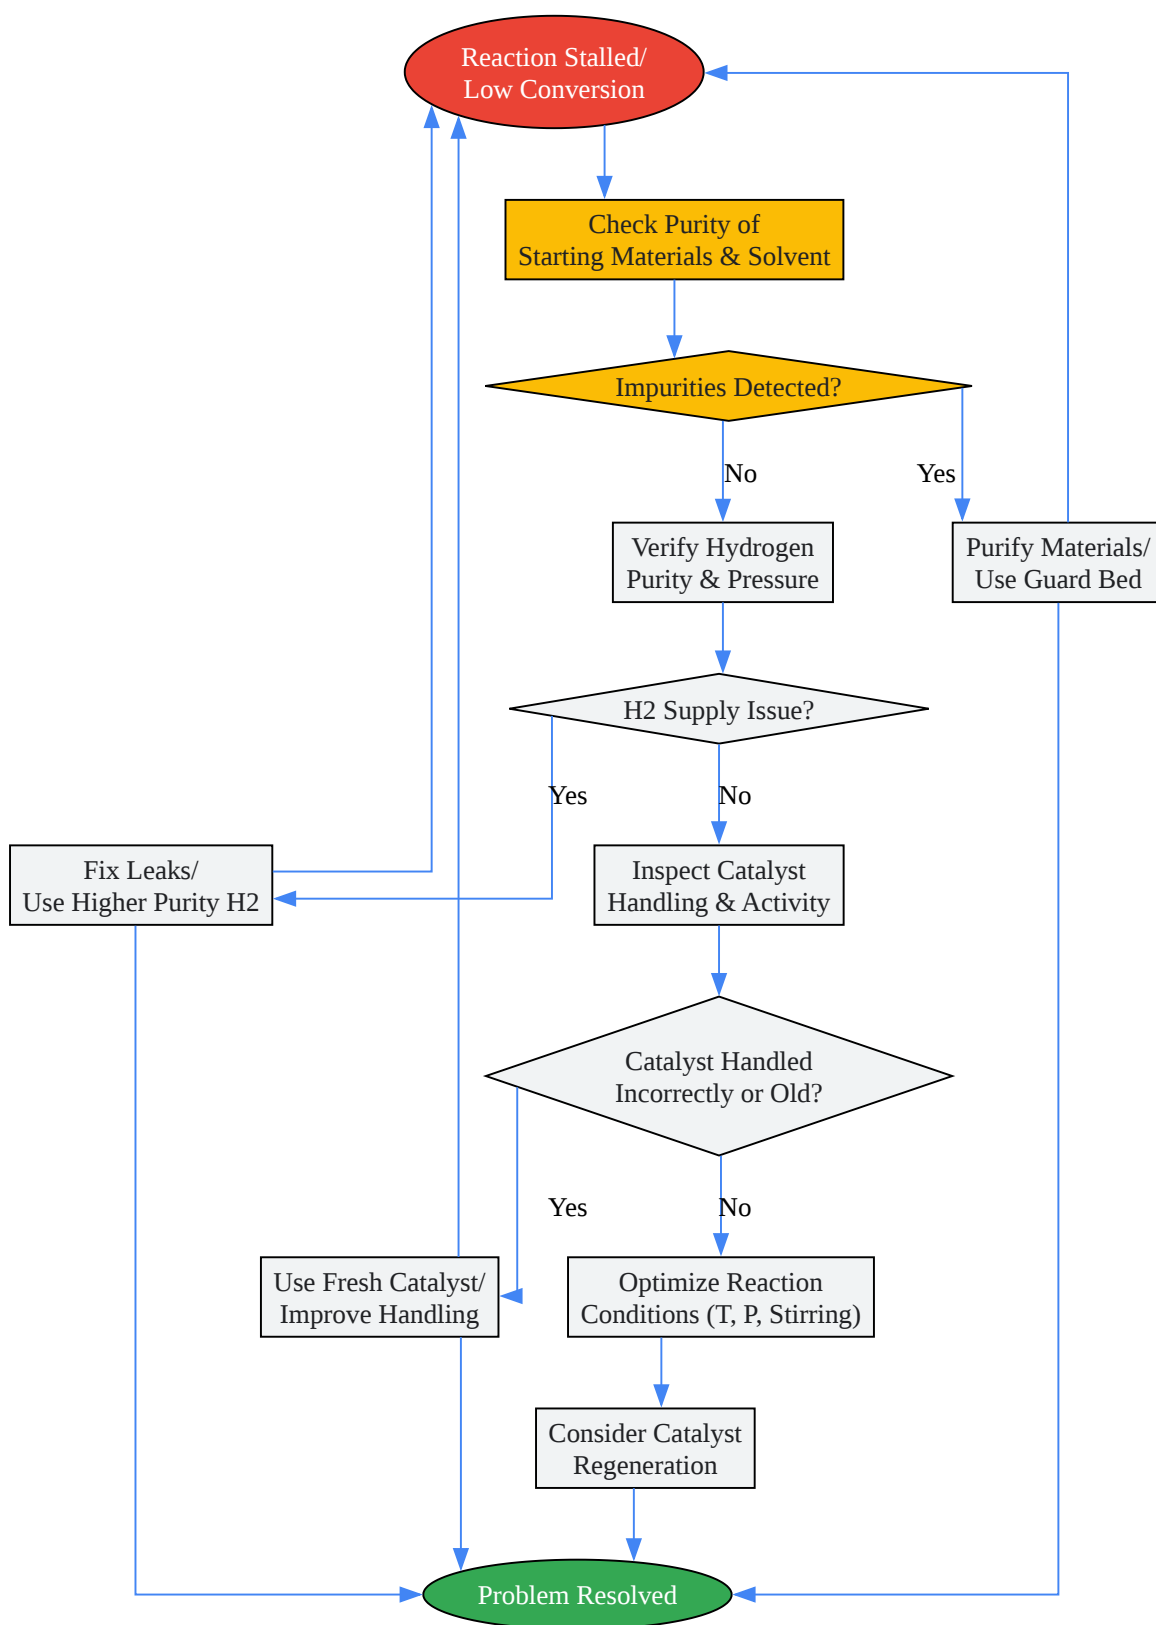 Reaction Stalled/
Low Conversion
Check Purity of
Starting Materials & Solvent
Impurities Detected?
No
Yes
Verify Hydrogen
Purity & Pressure
Purify Materials/
Use Guard Bed
H2 Supply Issue?
Yes
No
Fix Leaks/
Use Higher Purity H2
Inspect Catalyst
Handling & Activity
Catalyst Handled
Incorrectly or Old?
Yes
No
Use Fresh Catalyst/
Improve Handling
Optimize Reaction
Conditions (T, P, Stirring)
Consider Catalyst
Regeneration
Problem Resolved